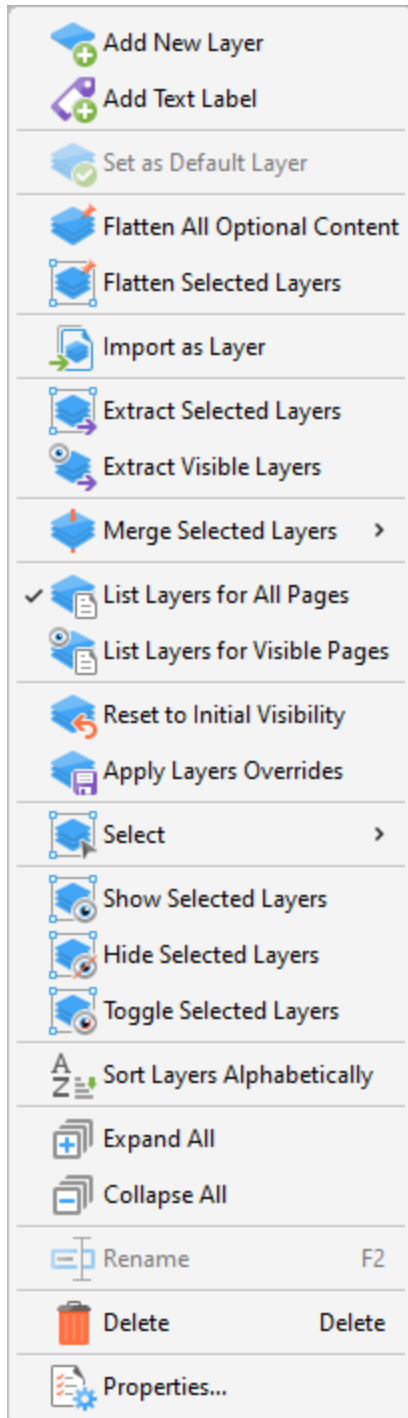 Add New Layer
Add Text Label
Set as Default Layer
Flatten All Optional Content
Flatten Selected Layers
Import as Layer
Extract Selected Layers
Extract Visible Layers
Merge Selected Layers
List Layers for All Pages
List Layers for Visible Pages
Reset to Initial Visibility
Apply Layers Overrides
Select
Show Selected Layers
Hide Selected Layers
Toggle Selected Layers
A Z Sort Layers Alphabetically
Expand All
Collapse All
Rename F2
Delete Delete
Properties...